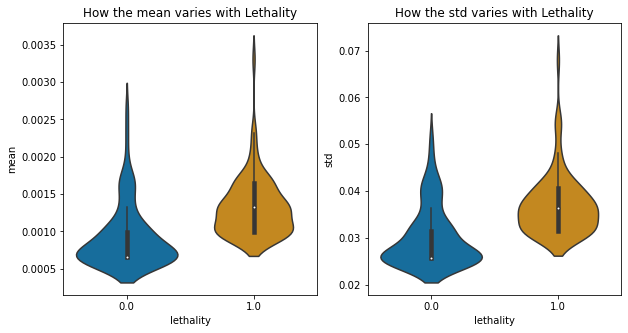 How the mean varies with Lethality
mean
0.0035
0.0030
0.0025
0.0020
0.0015
0.0010
0.0005
0.0 1.0
lethality
How the std varies with Lethality
std
0.07
0.06
0.05
0.04
0.03
0.02
0.0 1.0
lethality